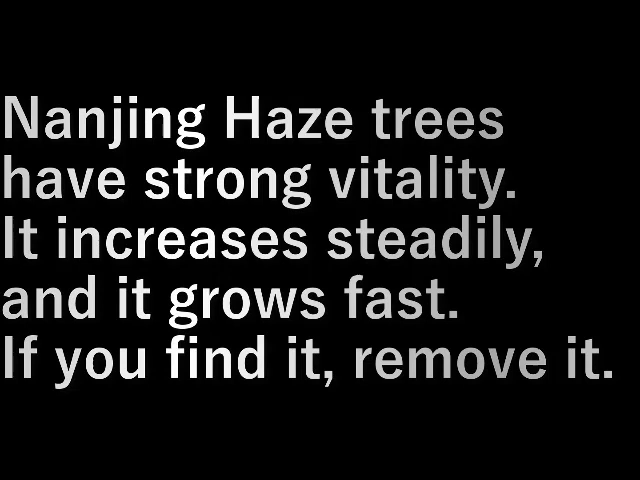 Nanjing Haze trees
have strong vitality.
It increases steadily,
and it grows fast.
If you find it, remove it.